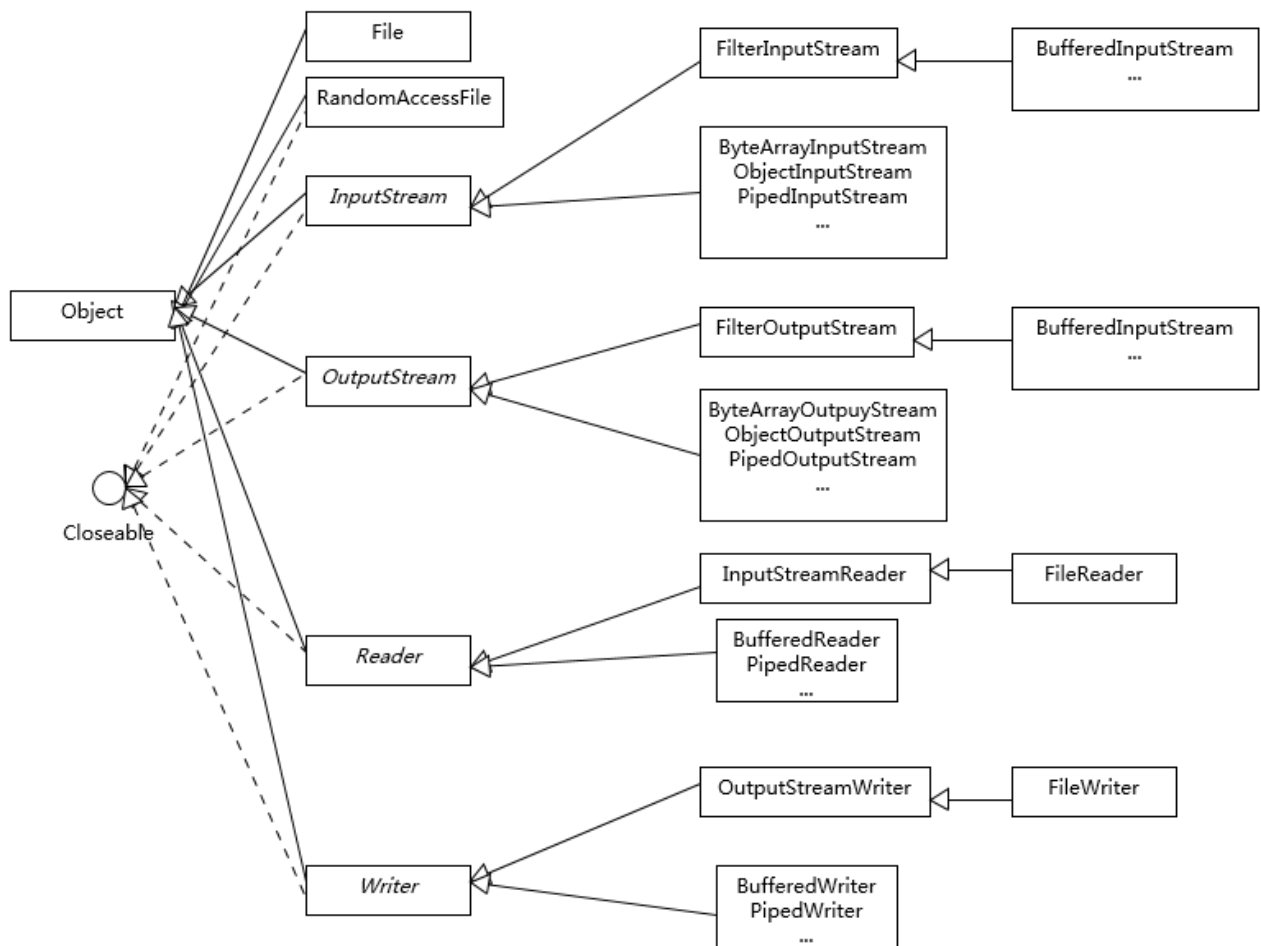 File
RandomAccessFile
InputStream
Object
OutputStream
Closeable
Reader
Writer
FilterInputStream
BufferedInputStream
...
ByteArrayInputStream
ObjectInputStream
PipedInputStream
...
FilterOutputStream
BufferedInputStream
...
ByteArrayOutpuyStream
ObjectOutputStream
PipedOutputStream
...
InputStreamReader
FileReader
BufferedReader
PipedReader
...
OutputStreamWriter
FileWriter
BufferedWriter
PipedWriter
...